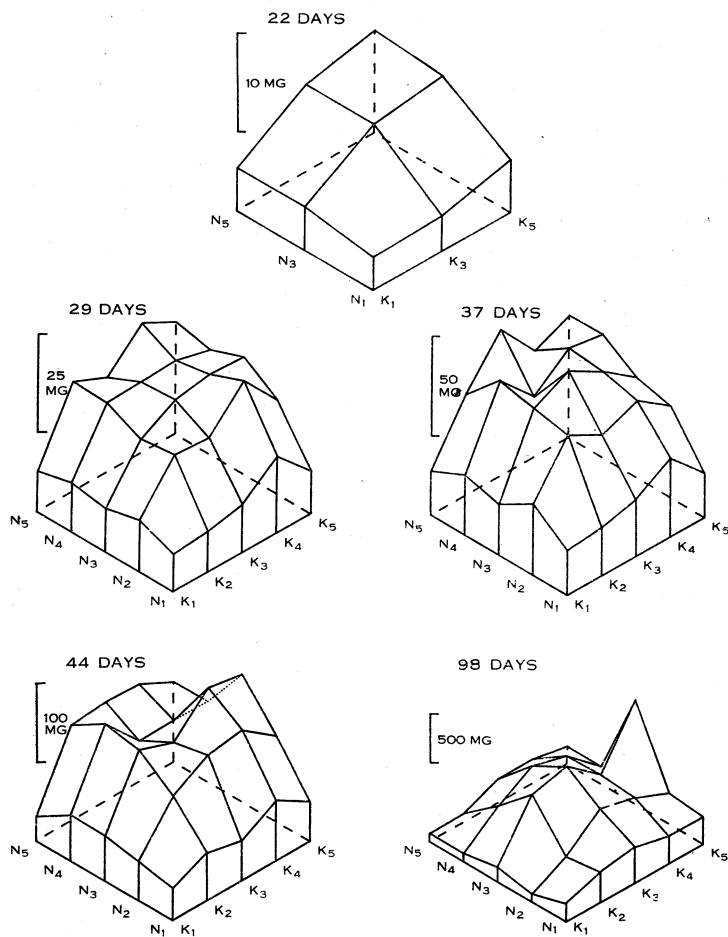 22 DAYS
10 MG
N5 N3 N1 K1 K3 K5
29 DAYS
25
MG
N5 N4 N3 N2 N1 K1 K2 K3 K4 K5
37 DAYS
50
MG
N5 N4 N3 N2 N1 K1 K2 K3 K4 K5
44 DAYS
100
MG
N5 N4 N3 N2 N1 K1 K2 K3 K4 K5
98 DAYS
500 MG
N5 N4 N3 N2 N1 K1 K2 K3 K4 K5